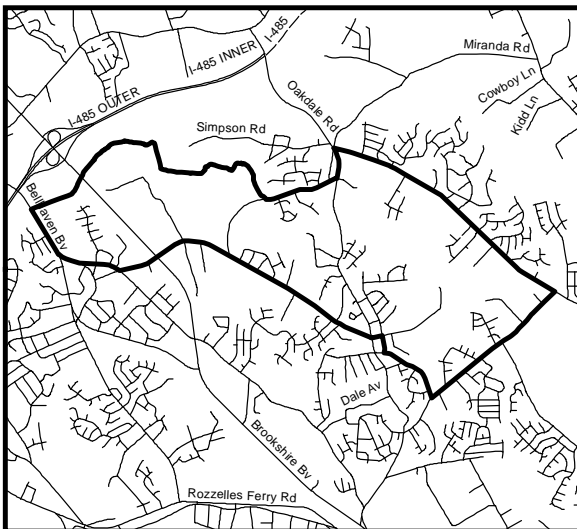 I-485
I-485 INNER
I-485 OUTER
Miranda Rd
Cowboy Ln
Kidd Ln
Oakdale Rd
Simpson Rd
Bellhaven Bv
Dale Av
Brookshire Bv
Rozzelles Ferry Rd